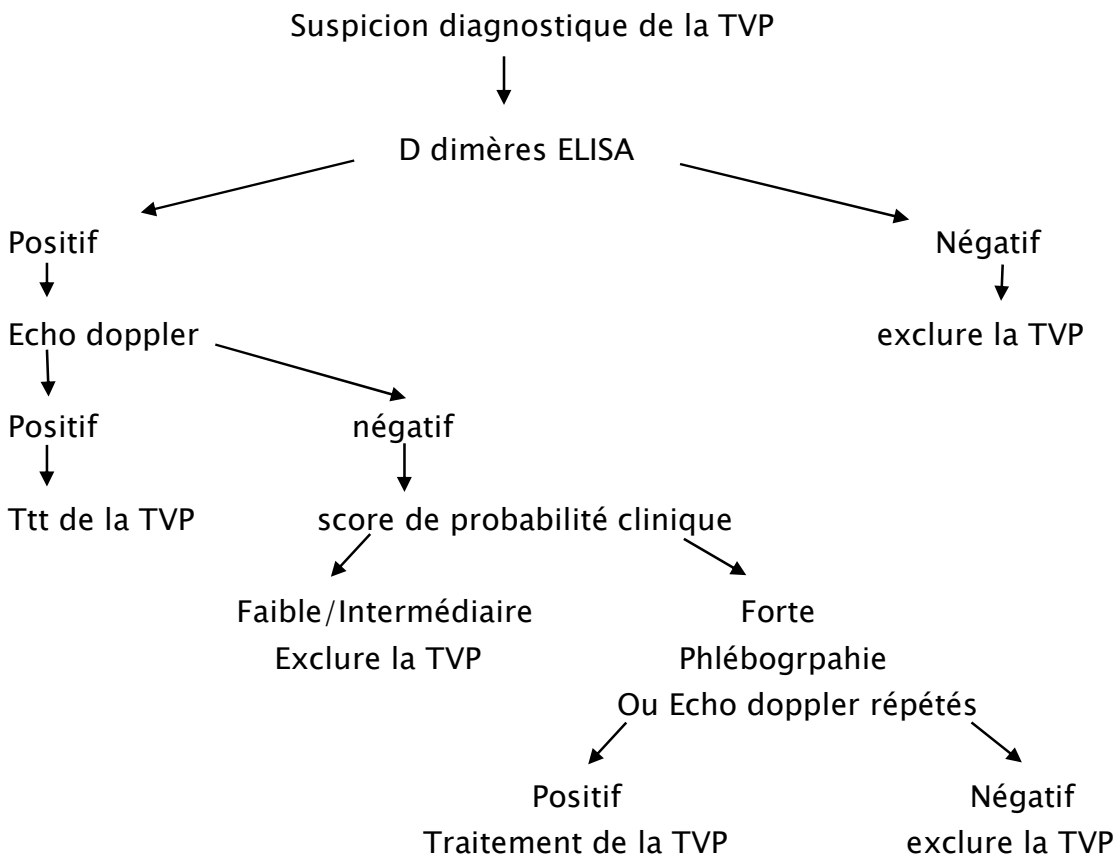 Suspicion diagnostique de la TVP
D dimères ELISA
Positif
Négatif
Echo doppler
exclure la TVP
Positif
négatif
Ttt de la TVP
score de probabilité clinique
Faible/Intermédiaire
Forte
Exclure la TVP
Phlébogrpahie
Ou Echo doppler répétés
Positif
Négatif
Traitement de la TVP
exclure la TVP